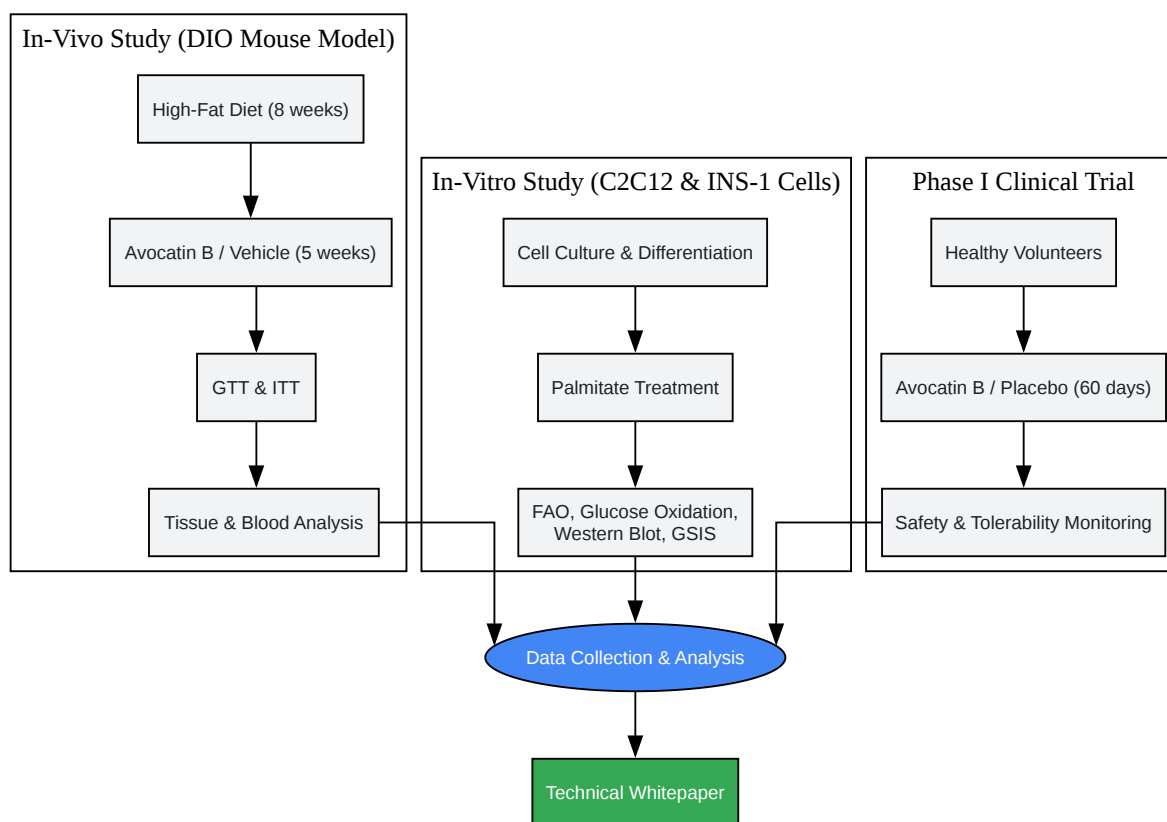 In-Vivo Study (DIO Mouse Model)
High-Fat Diet (8 weeks)
Avocatin B / Vehicle (5 weeks)
GTT & ITT
Tissue & Blood Analysis
In-Vitro Study (C2C12 & INS-1 Cells)
Cell Culture & Differentiation
Palmitate Treatment
FAO, Glucose Oxidation,
Western Blot, GSIS
Phase I Clinical Trial
Healthy Volunteers
Avocatin B / Placebo (60 days)
Safety & Tolerability Monitoring
Data Collection & Analysis
Technical Whitepaper